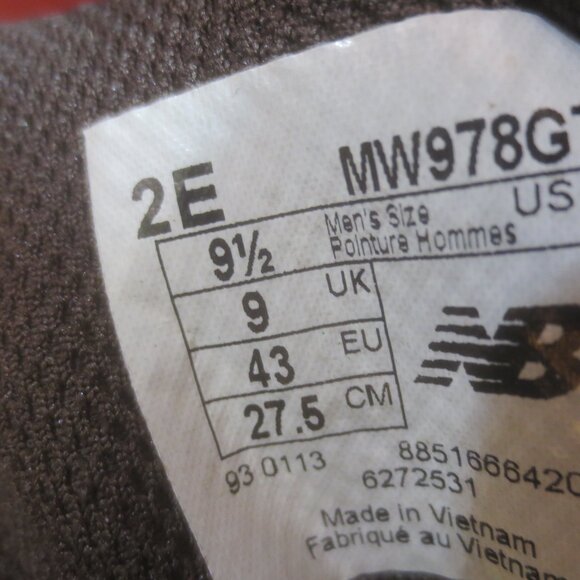 2E MW978GT
9½ Men's Size US
Pointure Hommes
9 UK
43 EU
27.5 CM
NB
93 0113 8851666420
6272531
Made in Vietnam
Fabriqué au Vietnam